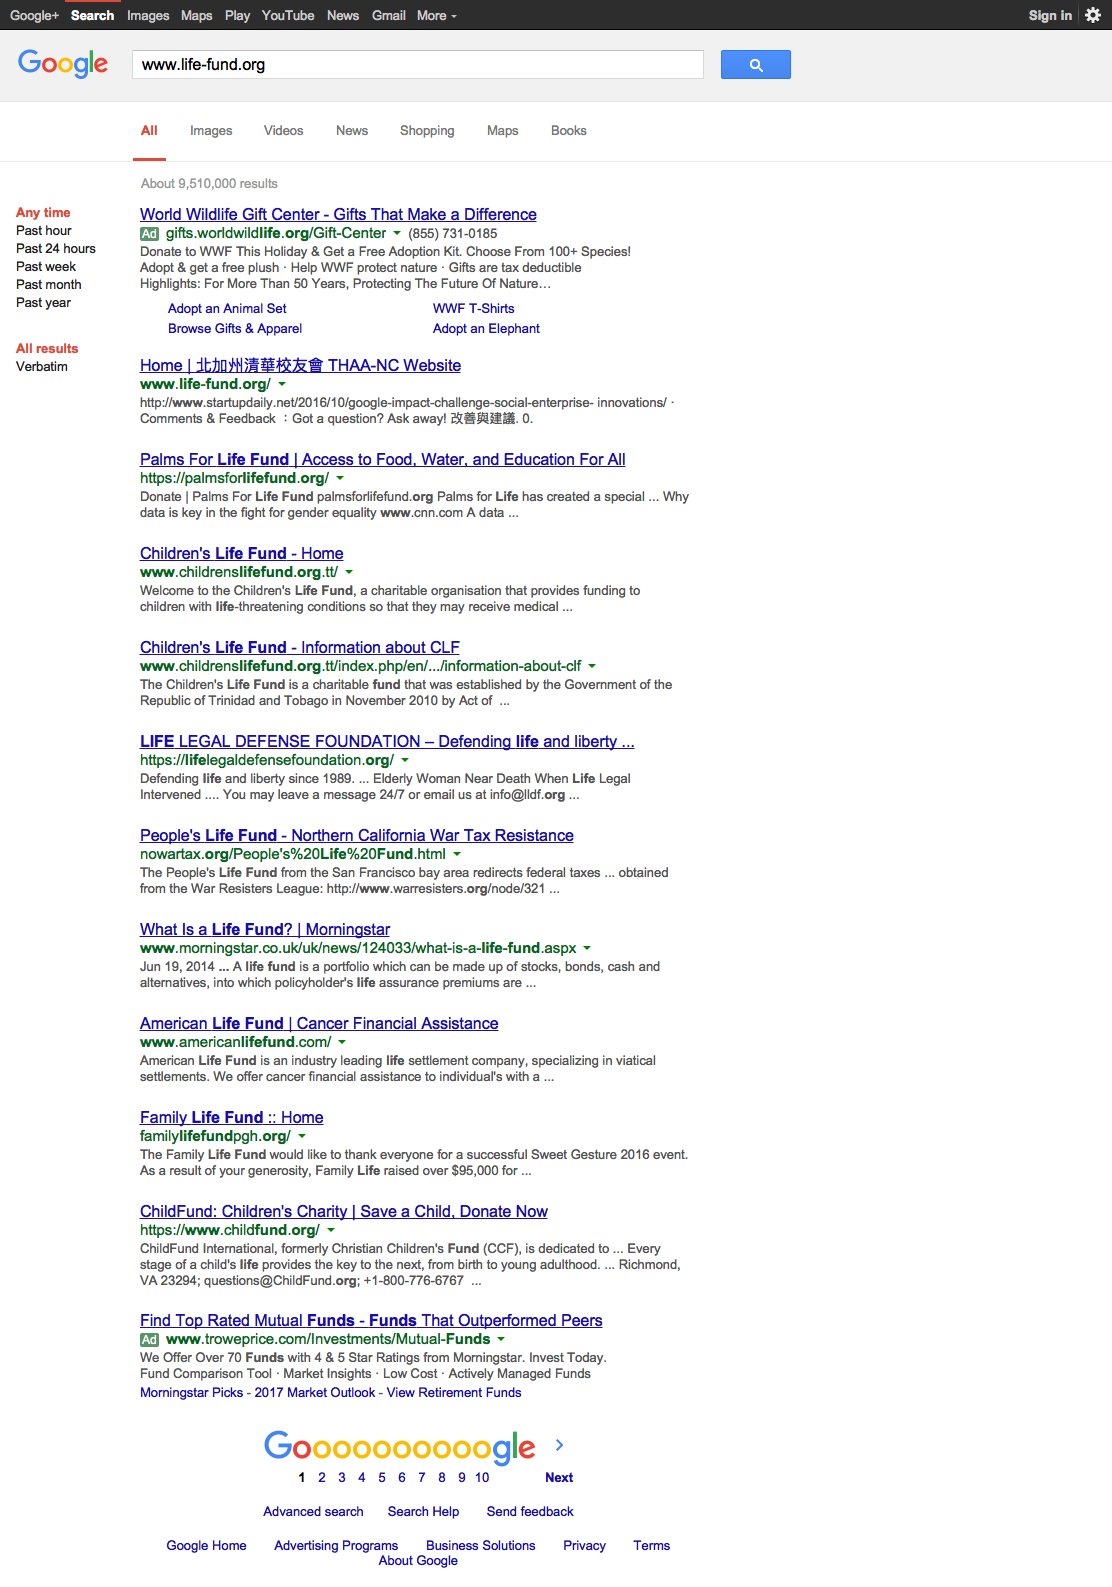 Google+ Search Images Maps Play YouTube News Gmail More
Sign in
Google
www.life-fund.org
All Images Videos News Shopping Maps Books
About 9,510,000 results
Any time
Past hour
Past 24 hours
Past week
Past month
Past year
All results
Verbatim
World Wildlife Gift Center - Gifts That Make a Difference
Ad gifts.worldwildlife.org/Gift-Center (855) 731-0185
Donate to WWF This Holiday & Get a Free Adoption Kit. Choose From 100+ Species!
Adopt & get a free plush · Help WWF protect nature · Gifts are tax deductible
Highlights: For More Than 50 Years, Protecting The Future Of Nature…
Adopt an Animal Set WWF T-Shirts
Browse Gifts & Apparel Adopt an Elephant
Home | 北加州清華校友會 THAA-NC Website
www.life-fund.org/
http://www.startupdaily.net/2016/10/google-impact-challenge-social-enterprise- innovations/ ·
Comments & Feedback ：Got a question? Ask away! 改善與建議. 0.
Palms For Life Fund | Access to Food, Water, and Education For All
https://palmsforlifefund.org/
Donate | Palms For Life Fund palmsforlifefund.org Palms for Life has created a special ... Why
data is key in the fight for gender equality www.cnn.com A data ...
Children's Life Fund - Home
www.childrenslifefund.org.tt/
Welcome to the Children's Life Fund, a charitable organisation that provides funding to
children with life-threatening conditions so that they may receive medical ...
Children's Life Fund - Information about CLF
www.childrenslifefund.org.tt/index.php/en/.../information-about-clf
The Children's Life Fund is a charitable fund that was established by the Government of the
Republic of Trinidad and Tobago in November 2010 by Act of ...
LIFE LEGAL DEFENSE FOUNDATION – Defending life and liberty ...
https://lifelegaldefensefoundation.org/
Defending life and liberty since 1989. ... Elderly Woman Near Death When Life Legal
Intervened .... You may leave a message 24/7 or email us at info@lldf.org ...
People's Life Fund - Northern California War Tax Resistance
nowartax.org/People's%20Life%20Fund.html
The People's Life Fund from the San Francisco bay area redirects federal taxes ... obtained
from the War Resisters League: http://www.warresisters.org/node/321 ...
What Is a Life Fund? | Morningstar
www.morningstar.co.uk/uk/news/124033/what-is-a-life-fund.aspx
Jun 19, 2014 ... A life fund is a portfolio which can be made up of stocks, bonds, cash and
alternatives, into which policyholder's life assurance premiums are ...
American Life Fund | Cancer Financial Assistance
www.americanlifefund.com/
American Life Fund is an industry leading life settlement company, specializing in viatical
settlements. We offer cancer financial assistance to individual's with a ...
Family Life Fund :: Home
familylifefundpgh.org/
The Family Life Fund would like to thank everyone for a successful Sweet Gesture 2016 event.
As a result of your generosity, Family Life raised over $95,000 for ...
ChildFund: Children's Charity | Save a Child, Donate Now
https://www.childfund.org/
ChildFund International, formerly Christian Children's Fund (CCF), is dedicated to ... Every
stage of a child's life provides the key to the next, from birth to young adulthood. ... Richmond,
VA 23294; questions@ChildFund.org; +1-800-776-6767 ...
Find Top Rated Mutual Funds - Funds That Outperformed Peers
Ad www.troweprice.com/Investments/Mutual-Funds
We Offer Over 70 Funds with 4 & 5 Star Ratings from Morningstar. Invest Today.
Fund Comparison Tool · Market Insights · Low Cost · Actively Managed Funds
Morningstar Picks - 2017 Market Outlook - View Retirement Funds
Goooooooooogle
1 2 3 4 5 6 7 8 9 10 Next
Advanced search Search Help Send feedback
Google Home Advertising Programs Business Solutions Privacy Terms
About Google